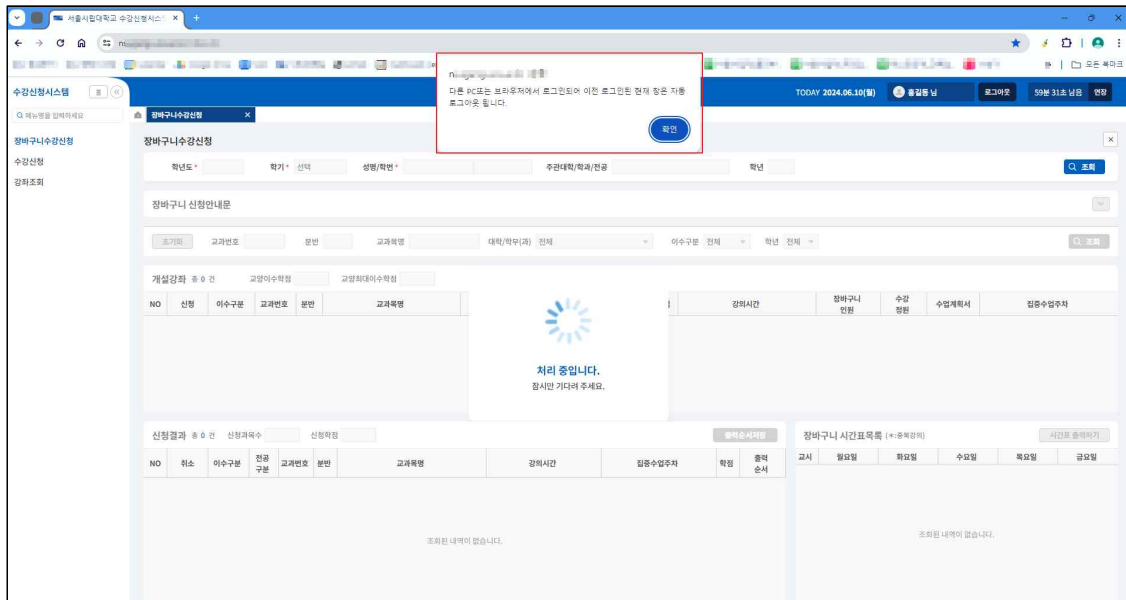 서울시립대학교 수강신청시스
모든 북마크
다른 PC또는 브라우저에서 로그인되어 이전 로그인된 현재 창은 자동
로그아웃 됩니다.
확인
수강신청시스템
TODAY 2024.06.10(월) 홍길동 님 로그아웃 59분 31초 남음 연장
메뉴명을 입력하세요
장바구니수강신청
장바구니수강신청
수강신청
강좌조회
장바구니수강신청
학년도* 학기* 선택 성명/학번* 주관대학/학과/전공 학년 조회
장바구니 신청안내문
초기화 교과번호 분반 교과목명 대학/학부(과) 전체 이수구분 전체 학년 전체 조회
개설강좌 총 0 건 교양이수학점 교양최대이수학점
NO 신청 이수구분 교과번호 분반 교과목명 강의시간 장바구니 인원 수강 정원 수업계획서 집중수업주차
처리 중입니다.
잠시만 기다려 주세요.
신청결과 총 0 건 신청과목수 신청학점 출력순서저장
NO 취소 이수구분 전공 구분 교과번호 분반 교과목명 강의시간 집중수업주차 학점 출력 순서
조회된 내역이 없습니다.
장바구니 시간표목록 (*:중복강의) 시간표 출력하기
교시 월요일 화요일 수요일 목요일 금요일
조회된 내역이 없습니다.